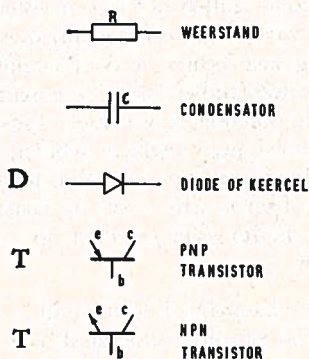 R
WEERSTAND
C
CONDENSATOR
D
DIODE OF KEERCEL
T
e c
b
PNP
TRANSISTOR
T
e c
b
NPN
TRANSISTOR